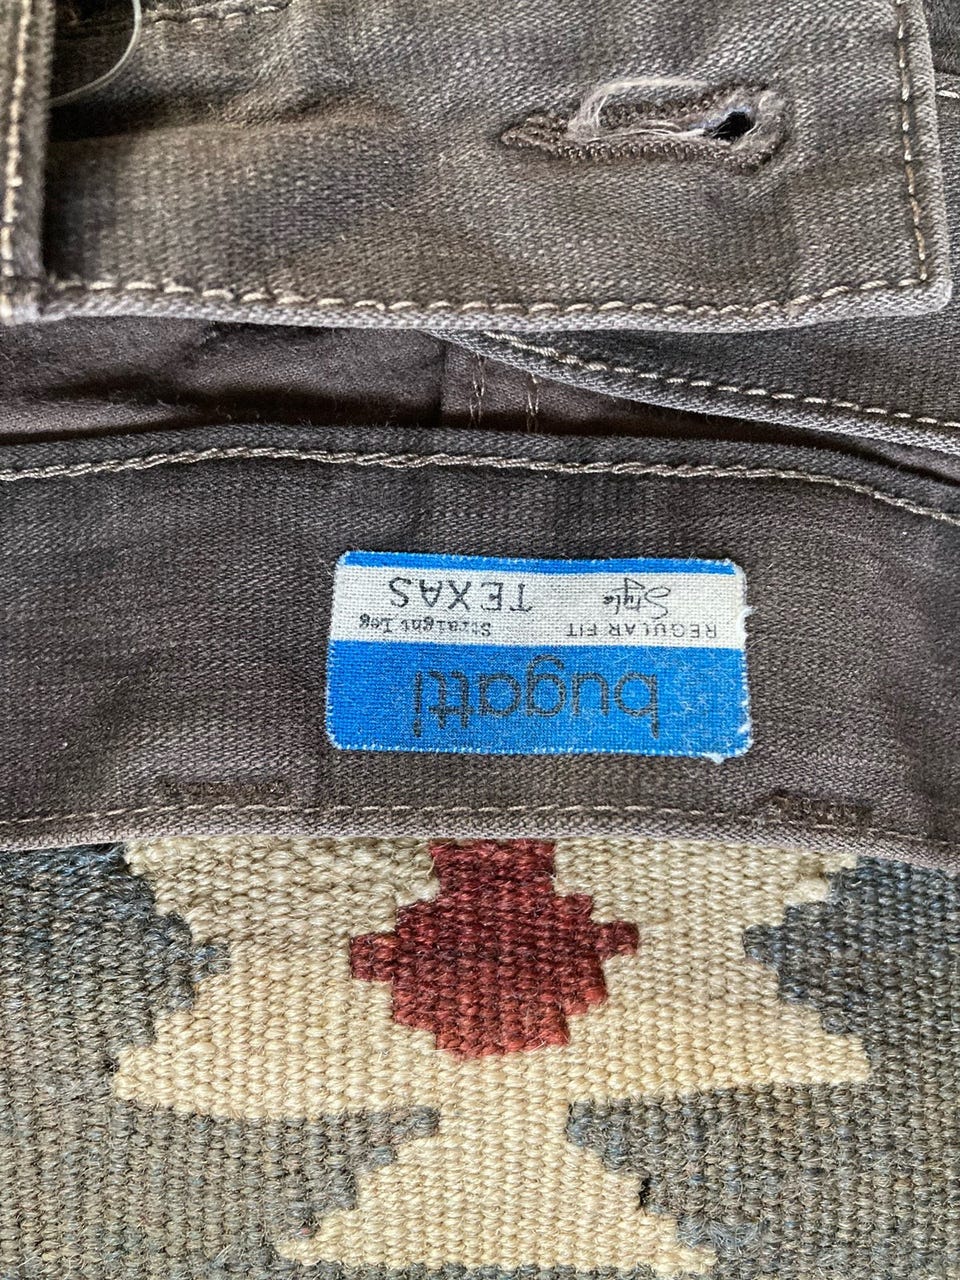 bugatti
REGULAR FIT Straight Leg
Style TEXAS